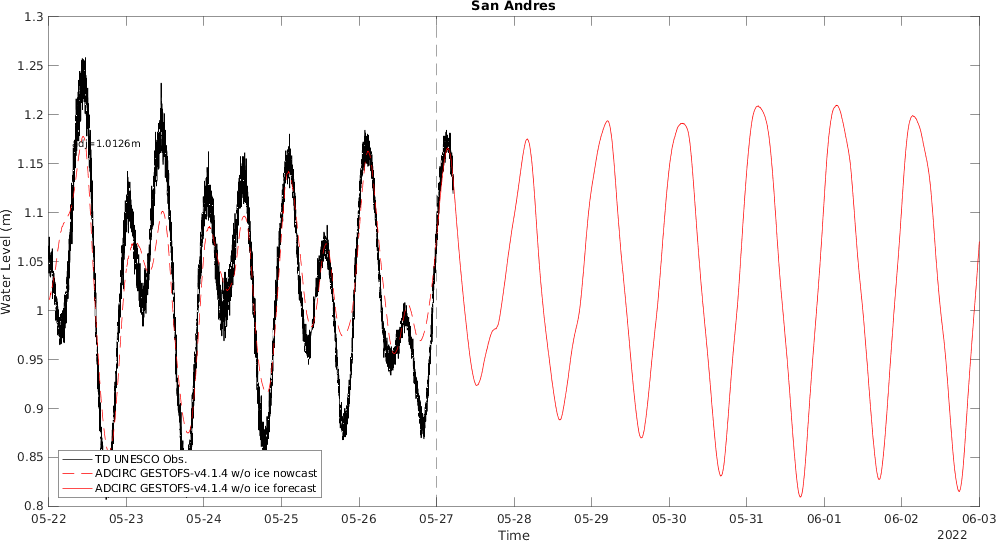 San Andres
1.3
1.25
1.2
1.15
1.1
1.05
1
0.95
0.9
0.85
0.8
Water Level (m)
=1.0126m
TD UNESCO Obs.
ADCIRC GESTOFS-v4.1.4 w/o ice nowcast
ADCIRC GESTOFS-v4.1.4 w/o ice forecast
05-22 05-23 05-24 05-25 05-26 05-27 05-28 05-29 05-30 05-31 06-01 06-02 06-03
Time
2022